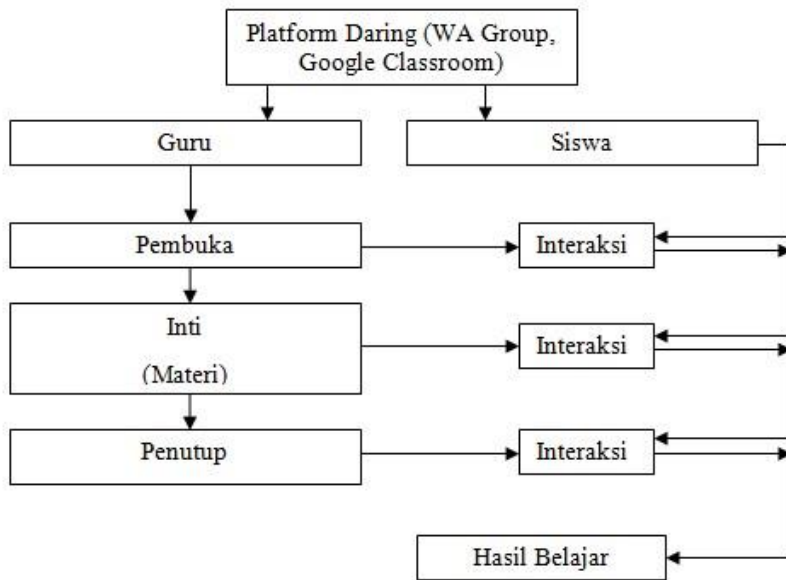 Platform Daring (WA Group,
Google Classroom)
Guru
Siswa
Pembuka
Interaksi
Inti
(Materi)
Interaksi
Penutup
Interaksi
Hasil Belajar